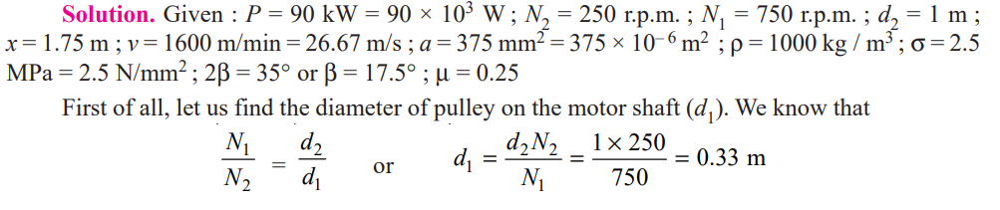 Solution. Given : P = 90 kW = 90 × 10³ W ; N₂ = 250 r.p.m. ; N₁ = 750 r.p.m. ; d₂ = 1 m ;
x = 1.75 m ; v = 1600 m/min = 26.67 m/s ; a = 375 mm² = 375 × 10⁻⁶ m² ; ρ = 1000 kg / m³ ; σ = 2.5
MPa = 2.5 N/mm² ; 2β = 35° or β = 17.5° ; μ = 0.25
First of all, let us find the diameter of pulley on the motor shaft (d₁). We know that
N₁/N₂ = d₂/d₁ or d₁ = d₂N₂/N₁ = 1 × 250/750 = 0.33 m